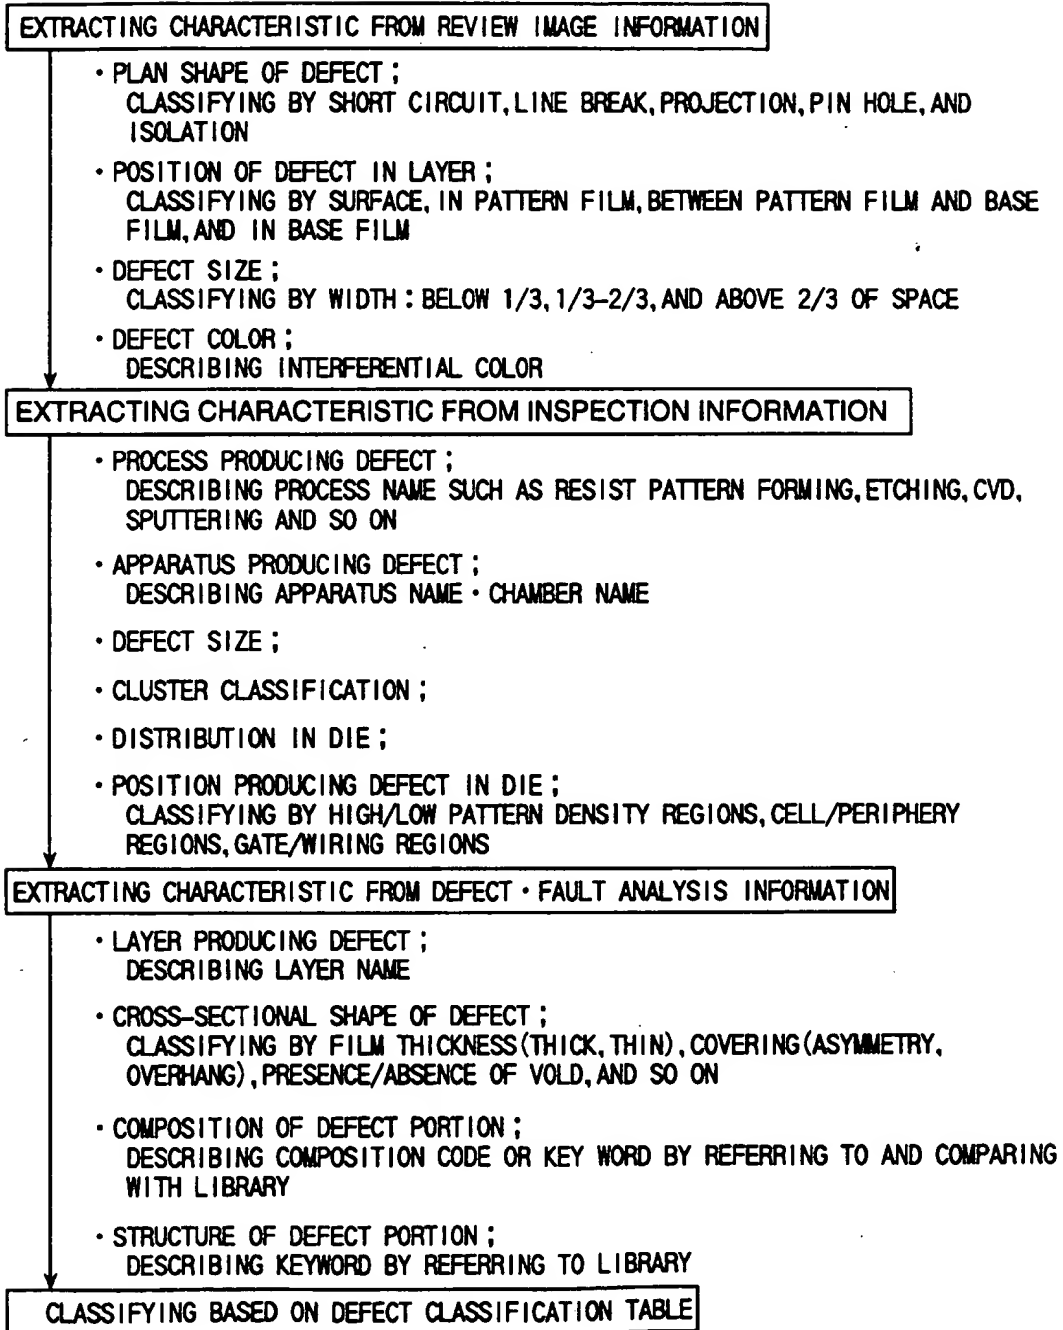 EXTRACTING CHARACTERISTIC FROM REVIEW IMAGE INFORMATION
・PLAN SHAPE OF DEFECT;
CLASSIFYING BY SHORT CIRCUIT, LINE BREAK, PROJECTION, PIN HOLE, AND
ISOLATION
・POSITION OF DEFECT IN LAYER;
CLASSIFYING BY SURFACE, IN PATTERN FILM, BETWEEN PATTERN FILM AND BASE
FILM, AND IN BASE FILM
・DEFECT SIZE;
CLASSIFYING BY WIDTH: BELOW 1/3, 1/3–2/3, AND ABOVE 2/3 OF SPACE
・DEFECT COLOR;
DESCRIBING INTERFERENTIAL COLOR
EXTRACTING CHARACTERISTIC FROM INSPECTION INFORMATION
・PROCESS PRODUCING DEFECT;
DESCRIBING PROCESS NAME SUCH AS RESIST PATTERN FORMING, ETCHING, CVD,
SPUTTERING AND SO ON
・APPARATUS PRODUCING DEFECT;
DESCRIBING APPARATUS NAME・CHAMBER NAME
・DEFECT SIZE;
・CLUSTER CLASSIFICATION;
・DISTRIBUTION IN DIE;
・POSITION PRODUCING DEFECT IN DIE;
CLASSIFYING BY HIGH/LOW PATTERN DENSITY REGIONS, CELL/PERIPHERY
REGIONS, GATE/WIRING REGIONS
EXTRACTING CHARACTERISTIC FROM DEFECT・FAULT ANALYSIS INFORMATION
・LAYER PRODUCING DEFECT;
DESCRIBING LAYER NAME
・CROSS–SECTIONAL SHAPE OF DEFECT;
CLASSIFYING BY FILM THICKNESS(THICK, THIN), COVERING(ASYMMETRY,
OVERHANG), PRESENCE/ABSENCE OF VOLD, AND SO ON
・COMPOSITION OF DEFECT PORTION;
DESCRIBING COMPOSITION CODE OR KEY WORD BY REFERRING TO AND COMPARING
WITH LIBRARY
・STRUCTURE OF DEFECT PORTION;
DESCRIBING KEYWORD BY REFERRING TO LIBRARY
CLASSIFYING BASED ON DEFECT CLASSIFICATION TABLE